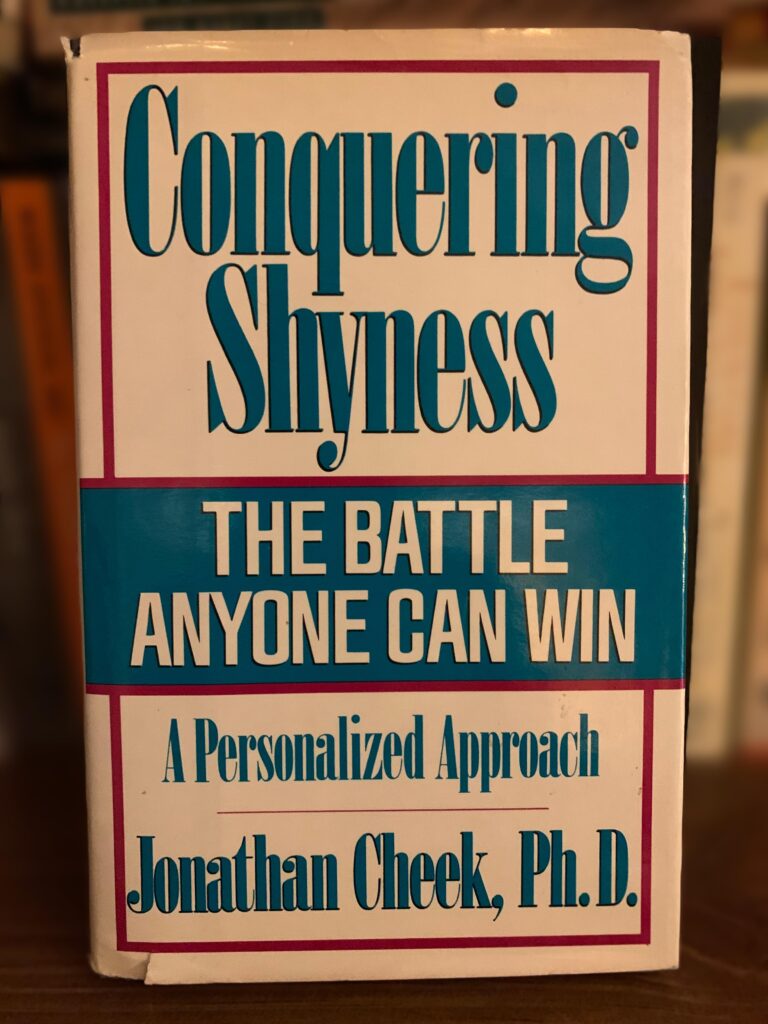 Conquering
Shyness
THE BATTLE
ANYONE CAN WIN
A Personalized Approach
Jonathan Cheek, Ph.D.